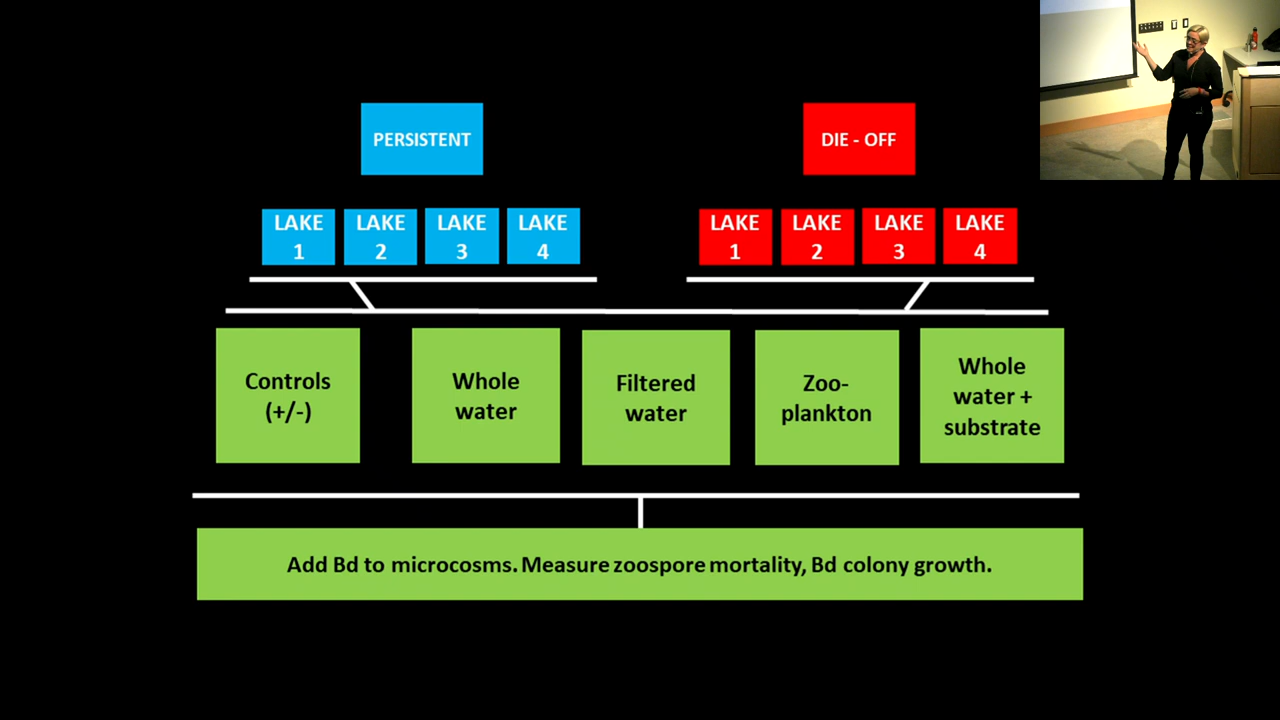 PERSISTENT
DIE - OFF
LAKE
1
LAKE
2
LAKE
3
LAKE
4
LAKE
1
LAKE
2
LAKE
3
LAKE
4
Controls
(+/-)
Whole
water
Filtered
water
Zoo-
plankton
Whole
water +
substrate
Add Bd to microcosms. Measure zoospore mortality, Bd colony growth.